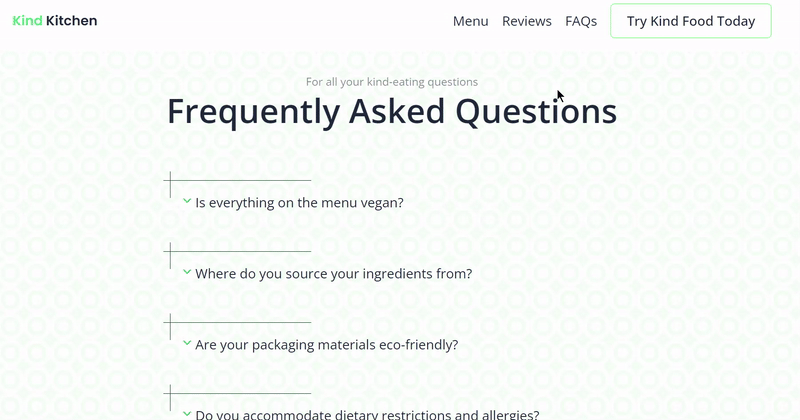 Kind Kitchen
Menu Reviews FAQs Try Kind Food Today
For all your kind-eating questions
Frequently Asked Questions
Is everything on the menu vegan?
Where do you source your ingredients from?
Are your packaging materials eco-friendly?
Do you accommodate dietary restrictions and allergies?